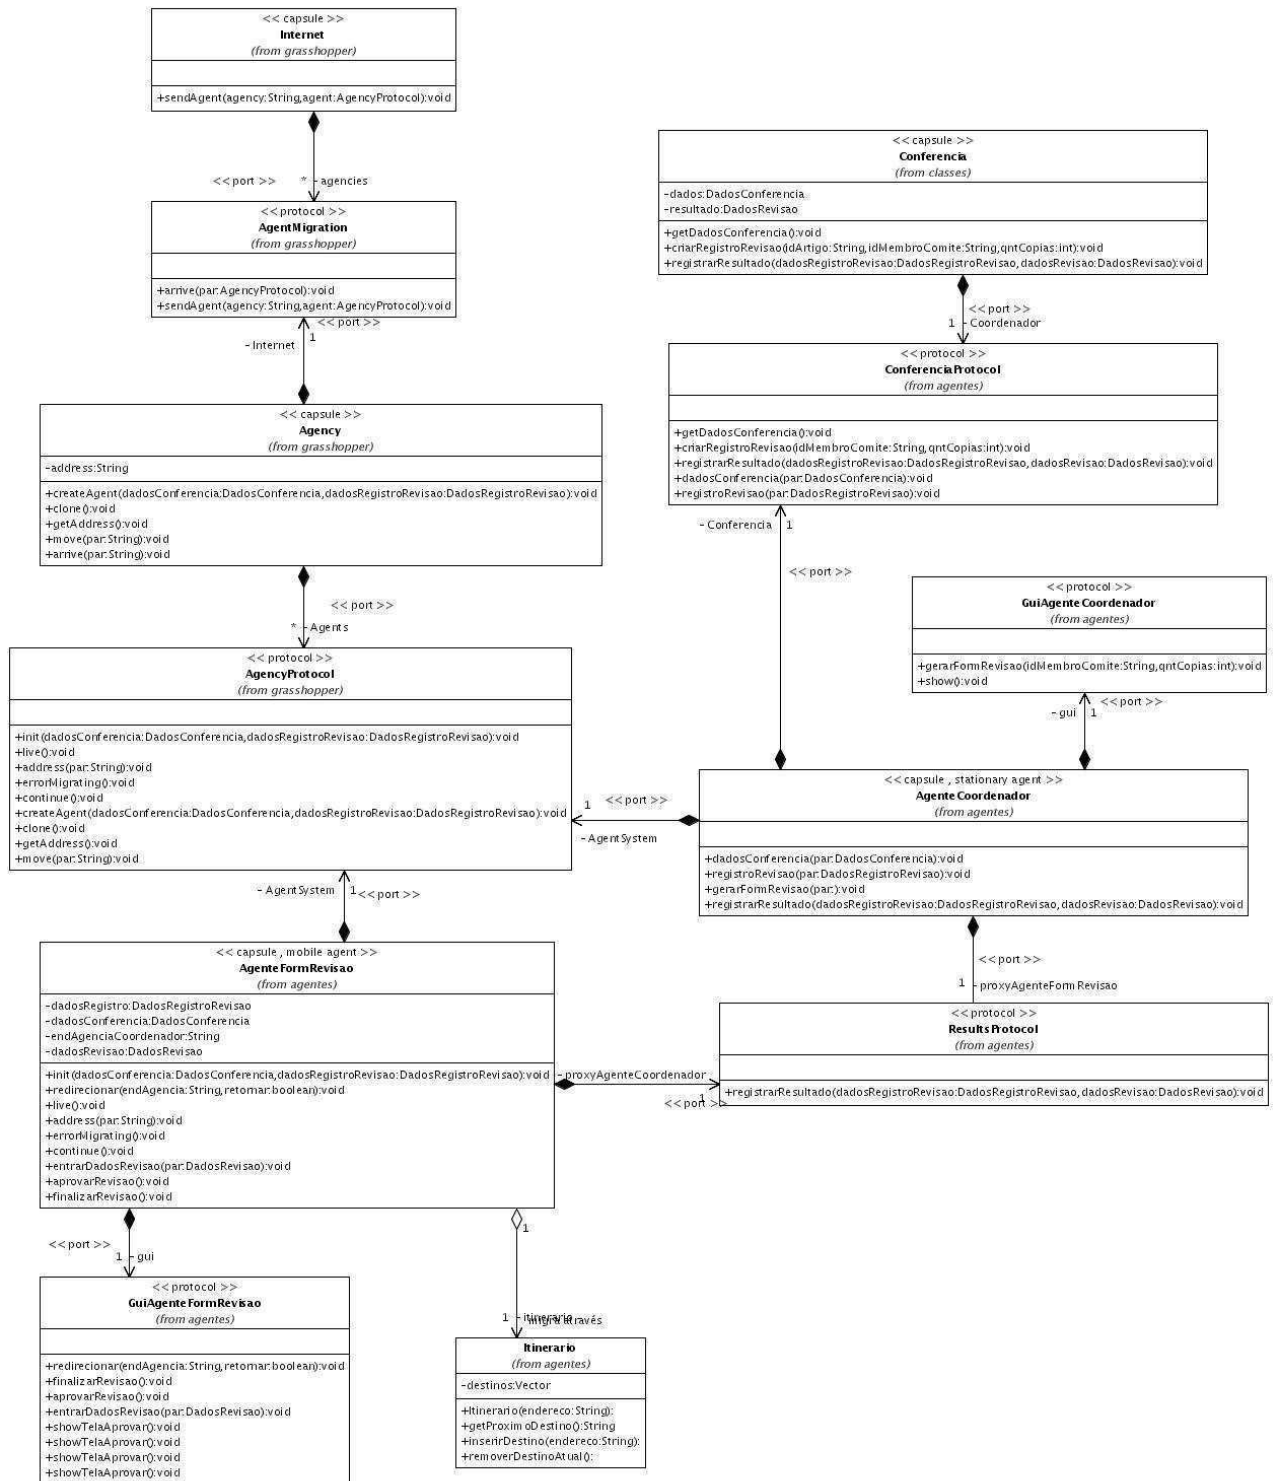 << capsule >>
Internet
(from grasshopper)
+sendAgent(agency:String,agent:AgencyProtocol):void
<< port >>
* - agencies
<< protocol >>
AgentMigration
(from grasshopper)
+arrive(par:AgencyProtocol):void
+sendAgent(agency:String,agent:AgencyProtocol):void
<< port >>
1
- Internet
<< capsule >>
Agency
(from grasshopper)
-address:String
+createAgent(dadosConferencia:DadosConferencia,dadosRegistroRevisao:DadosRegistroRevisao):void
+clone():void
+getAddress():void
+move(par:String):void
+arrive(par:String):void
<< port >>
* - Agents
<< protocol >>
AgencyProtocol
(from grasshopper)
+init(dadosConferencia:DadosConferencia,dadosRegistroRevisao:DadosRegistroRevisao):void
+live():void
+address(par:String):void
+errorMigrating():void
+continue():void
+createAgent(dadosConferencia:DadosConferencia,dadosRegistroRevisao:DadosRegistroRevisao):void
+clone():void
+getAddress():void
+move(par:String):void
- AgentSystem
1
<< port >>
<< capsule , mobile agent >>
AgenteFormRevisao
(from agentes)
-dadosRegistro:DadosRegistroRevisao
-dadosConferencia:DadosConferencia
-endAgenciaCoordenador:String
-dadosRevisao:DadosRevisao
+init(dadosConferencia:DadosConferencia,dadosRegistroRevisao:DadosRegistroRevisao):void
+redirecionar(endAgencia:String,retornar:boolean):void
+live():void
+address(par:String):void
+errorMigrating():void
+continue():void
+entrarDadosRevisao(par:DadosRevisao):void
+aprovarRevisao():void
+finalizarRevisao():void
<< port >>
1 - gui
<< protocol >>
GuiAgenteFormRevisao
(from agentes)
+redirecionar(endAgencia:String,retornar:boolean):void
+finalizarRevisao():void
+aprovarRevisao():void
+entrarDadosRevisao(par:DadosRevisao):void
+showTelaAprovar():void
+showTelaAprovar():void
+showTelaAprovar():void
+showTelaAprovar():void
1
1 - itinerario
migra através
Itinerario
(from agentes)
-destinos:Vector
+Itinerario(endereco:String):
+getProximoDestino():String
+inserirDestino(endereco:String):
+removerDestinoAtual():
<< capsule >>
Conferencia
(from classes)
-dados:DadosConferencia
-resultado:DadosRevisao
+getDadosConferencia():void
+criarRegistroRevisao(idArtigo:String,idMembroComite:String,qntCopias:int):void
+registrarResultado(dadosRegistroRevisao:DadosRegistroRevisao,dadosRevisao:DadosRevisao):void
<< port >>
1 - Coordenador
<< protocol >>
ConferenciaProtocol
(from agentes)
+getDadosConferencia():void
+criarRegistroRevisao(idMembroComite:String,qntCopias:int):void
+registrarResultado(dadosRegistroRevisao:DadosRegistroRevisao,dadosRevisao:DadosRevisao):void
+dadosConferencia(par:DadosConferencia):void
+registroRevisao(par:DadosRegistroRevisao):void
- Conferencia 1
<< port >>
<< protocol >>
GuiAgenteCoordenador
(from agentes)
+gerarFormRevisao(idMembroComite:String,qntCopias:int):void
+show():void
<< port >>
- gui 1
<< capsule , stationary agent >>
AgenteCoordenador
(from agentes)
+dadosConferencia(par:DadosConferencia):void
+registroRevisao(par:DadosRegistroRevisao):void
+gerarFormRevisao(par:):void
+registrarResultado(dadosRegistroRevisao:DadosRegistroRevisao,dadosRevisao:DadosRevisao):void
1 << port >>
- AgentSystem
<< port >>
1 - proxyAgenteFormRevisao
<< protocol >>
ResultsProtocol
(from agentes)
+registrarResultado(dadosRegistroRevisao:DadosRegistroRevisao,dadosRevisao:DadosRevisao):void
- proxyAgenteCoordenador
1
<< port >>